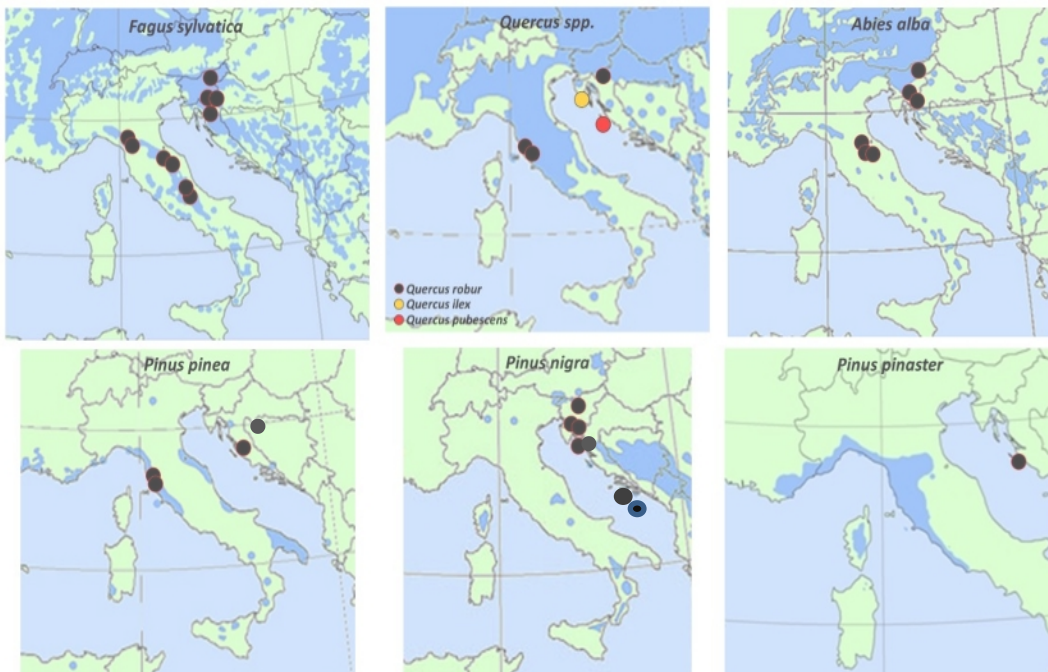 Fagus sylvatica
Quercus spp.
Abies alba
Quercus robur
Quercus ilex
Quercus pubescens
Pinus pinea
Pinus nigra
Pinus pinaster